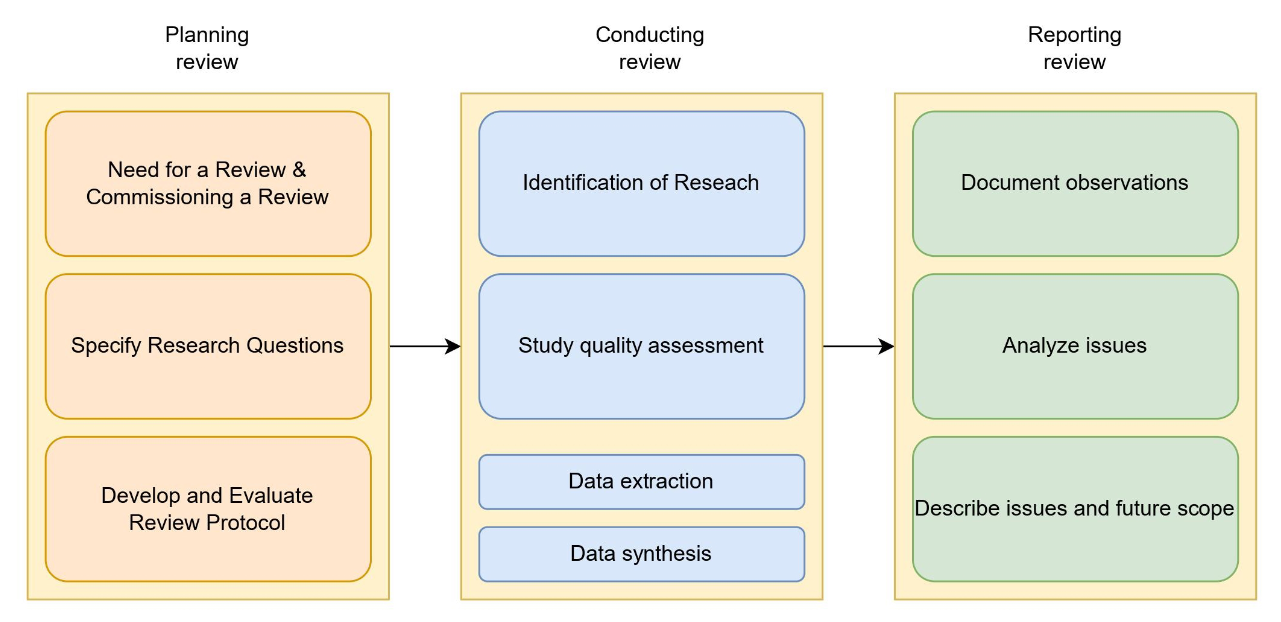 Planning
review
Need for a Review &
Commissioning a Review
Specify Research Questions
Develop and Evaluate
Review Protocol
Conducting
review
Identification of Reseach
Study quality assessment
Data extraction
Data synthesis
Reporting
review
Document observations
Analyze issues
Describe issues and future scope